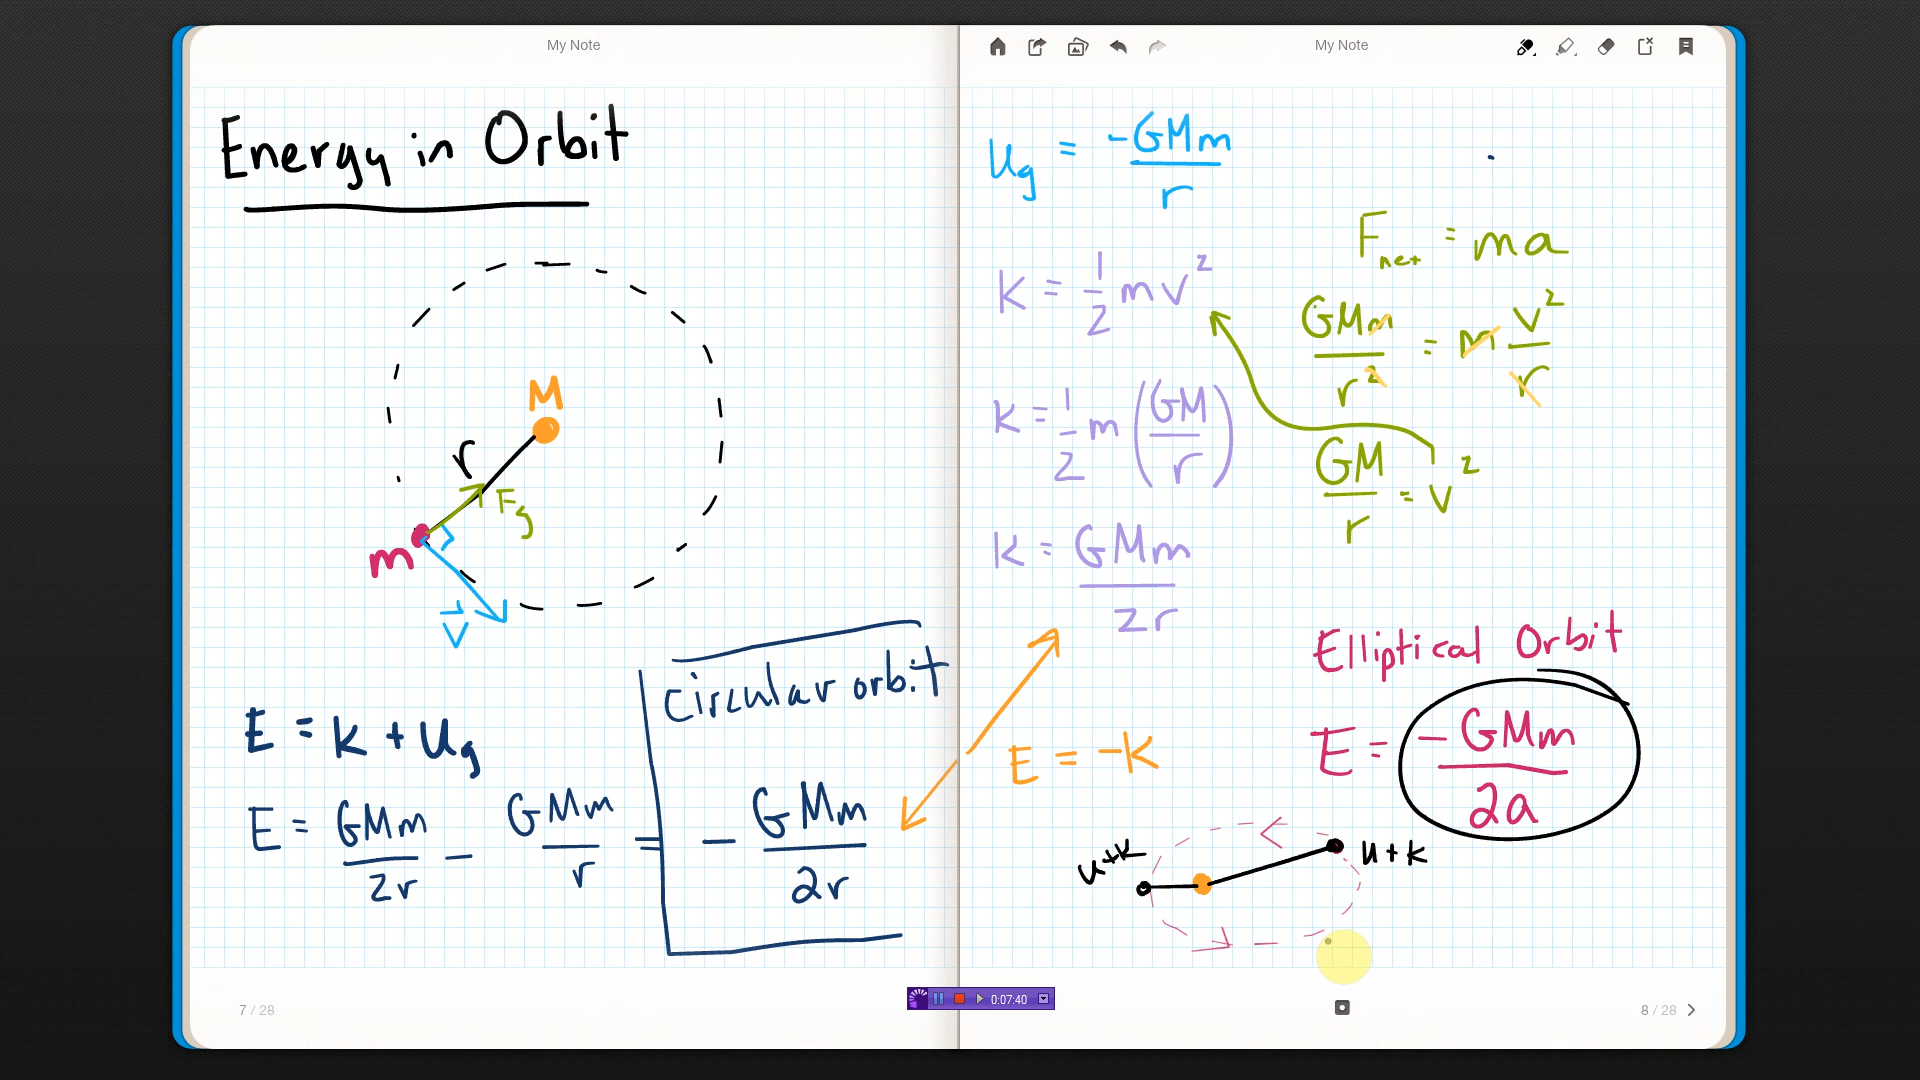 My Note
Energy in Orbit
M
r
Fg
m
v
circular orbit
E = K + Ug
E = GMm/2r - GMm/r = - GMm/2r
7 / 28
My Note
Ug = -GMm/r
Fnet = ma
K = 1/2 mv²
GMm/r² = m v²/r
K = 1/2 m (GM/r)
GM/r = v²
K = GMm/2r
Elliptical Orbit
E = -K
E = -GMm/2a
U+K
U+K
0:07:40
8 / 28